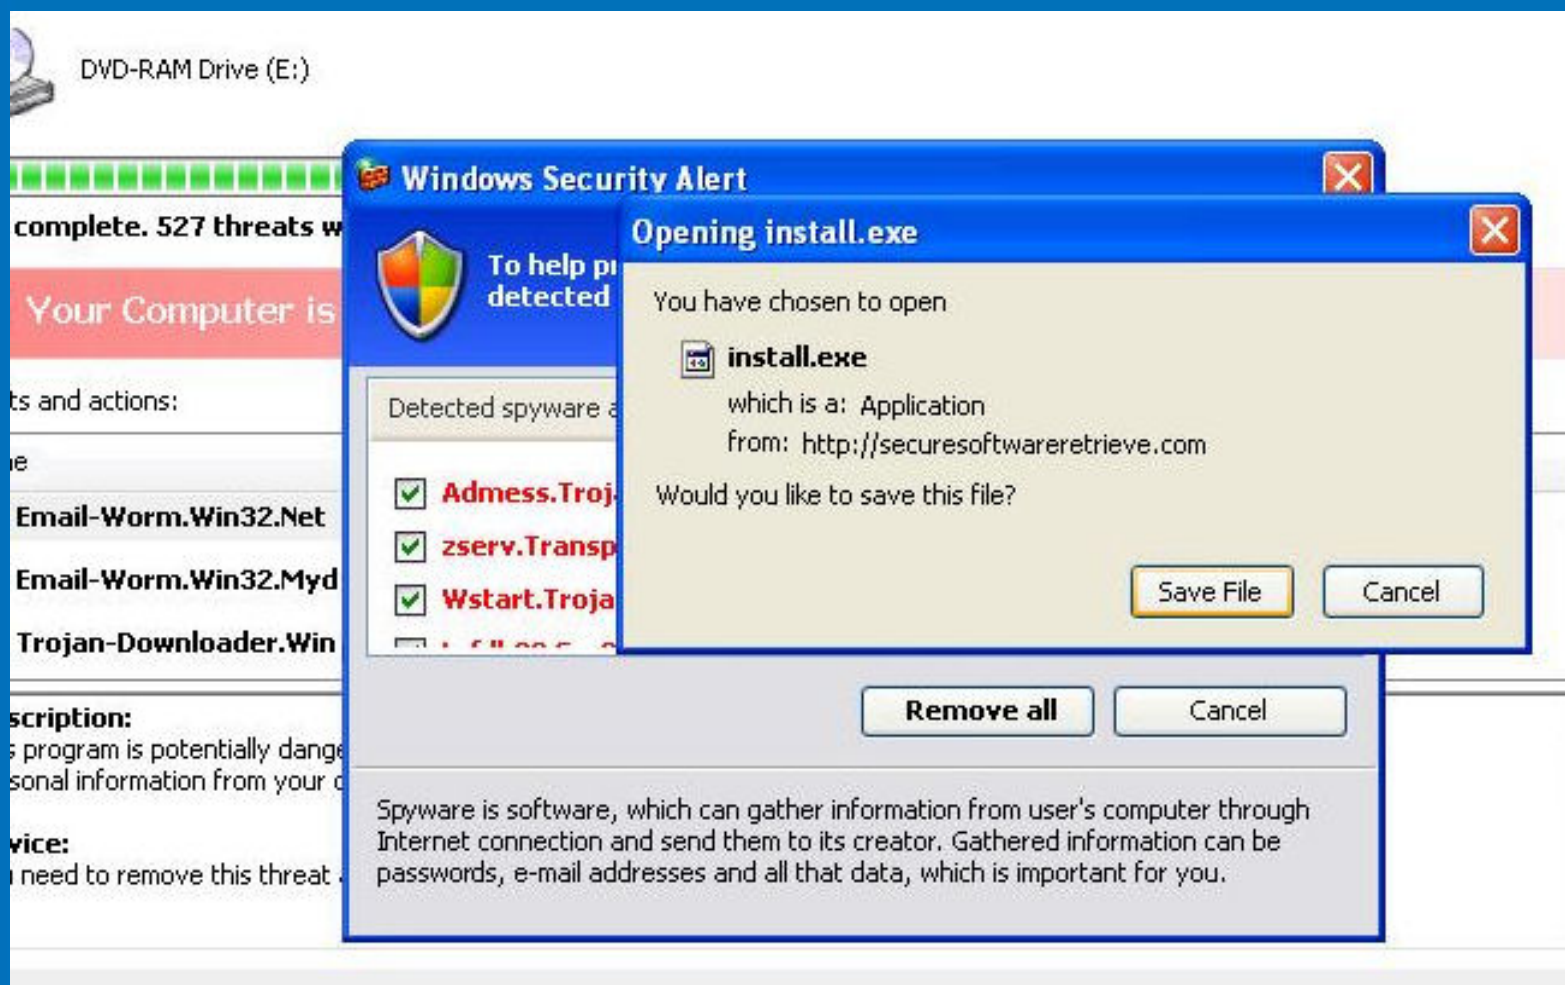 DVD-RAM Drive (E:)
complete. 527 threats w
Your Computer is
ts and actions:
e
Email-Worm.Win32.Net
Email-Worm.Win32.Myd
Trojan-Downloader.Win
scription:
s program is potentially dange
sonal information from your c
vice:
need to remove this threat
Windows Security Alert
To help pr
detected
Detected spyware a
Admess.Troj
zserv.Transp
Wstart.Troja
Remove all
Cancel
Spyware is software, which can gather information from user's computer through
Internet connection and send them to its creator. Gathered information can be
passwords, e-mail addresses and all that data, which is important for you.
Opening install.exe
You have chosen to open
install.exe
which is a: Application
from: http://securesoftwareretrieve.com
Would you like to save this file?
Save File
Cancel